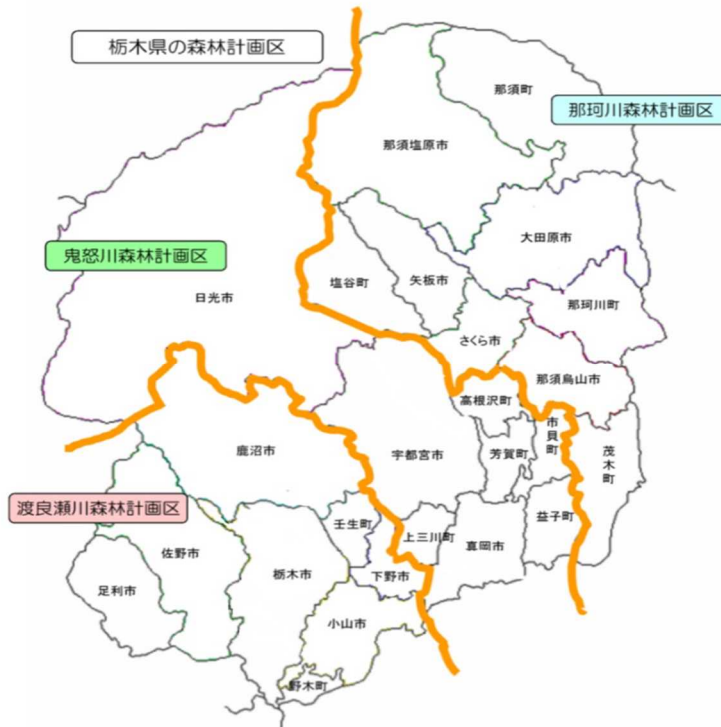 栃木県の森林計画区
那須町
那珂川森林計画区
那須塩原市
大田原市
鬼怒川森林計画区
塩谷町
矢板市
日光市
那珂川町
さくら市
那須烏山市
高根沢町
市貝町
鹿沼市
宇都宮市
芳賀町
茂木町
渡良瀬川森林計画区
壬生町
上三川町
益子町
佐野市
真岡市
栃木市
下野市
足利市
小山市
野木町